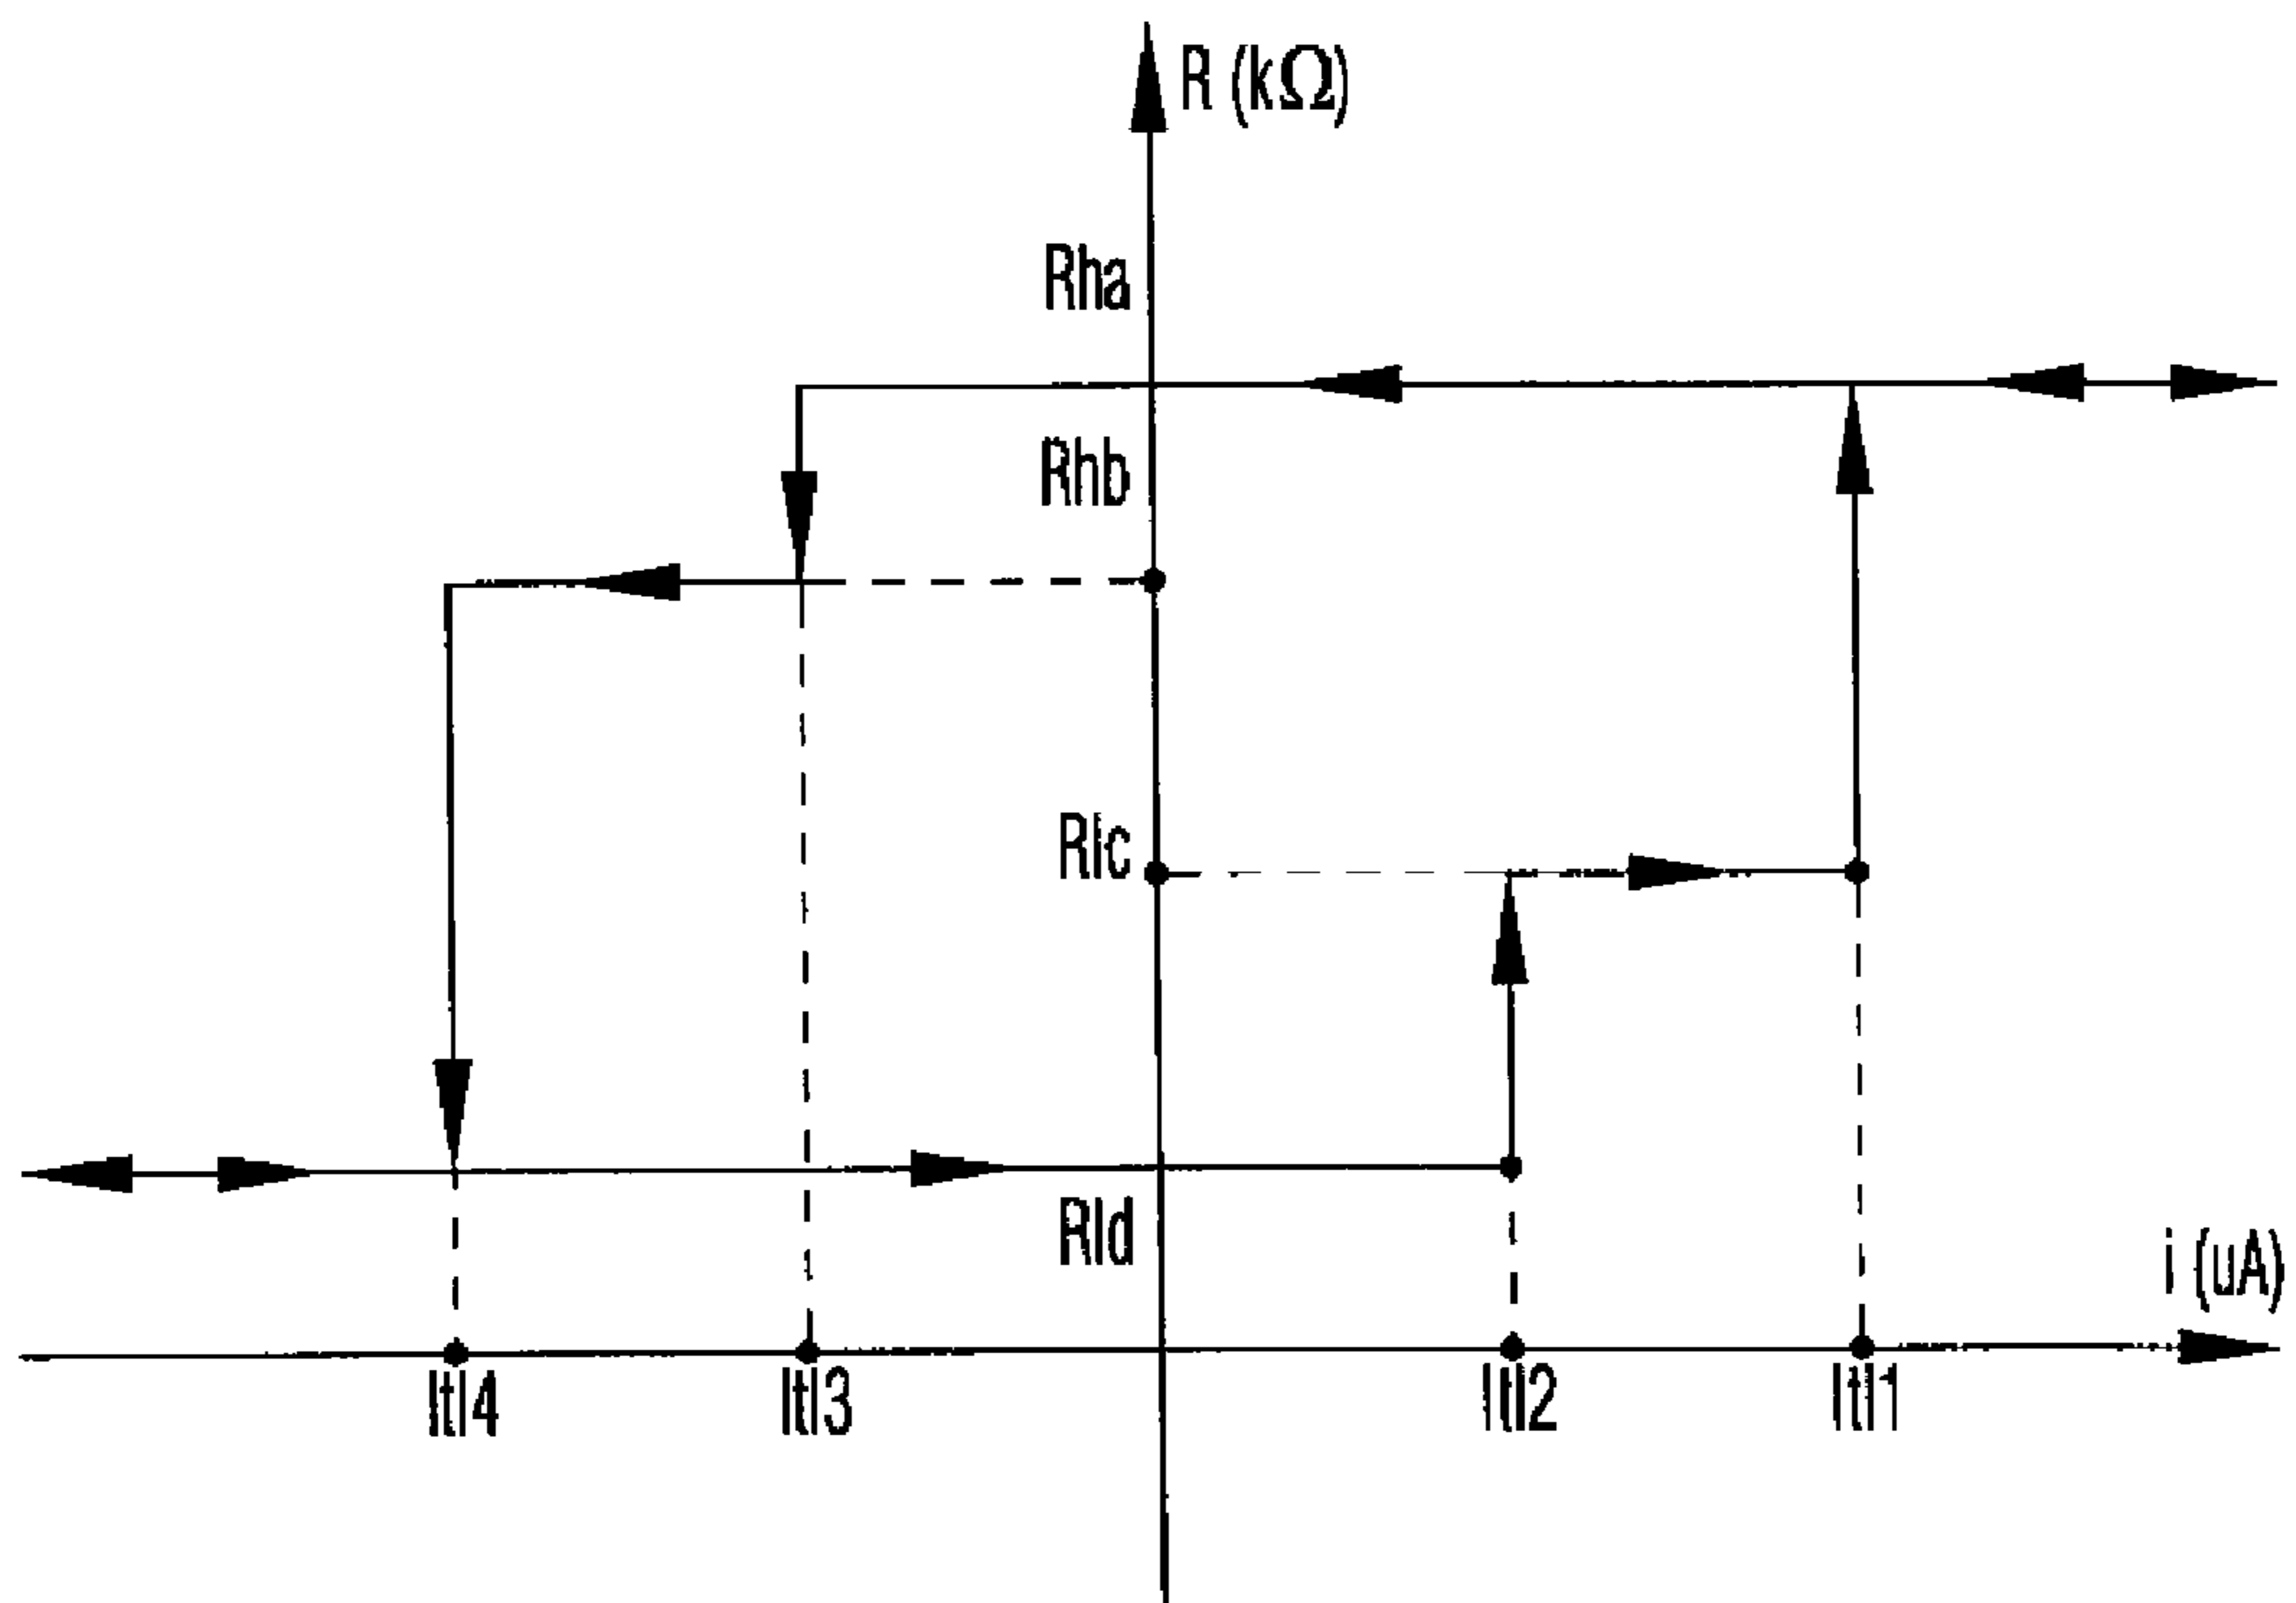 R (kΩ)
Rha
Rhb
Rlc
Rld
i (uA)
Itl4
Itl3
Itl2
Itl1